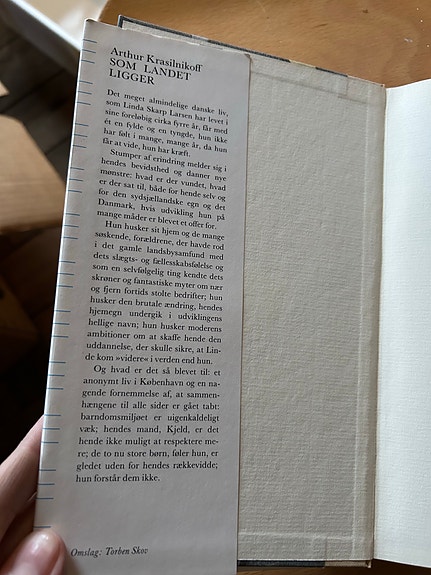 Arthur Krasilnikoff
SOM LANDET
LIGGER
Det meget almindelige danske liv,
som Linda Skarp Larsen har levet i
sine foreløbig cirka fyrre år, får med
ét en fylde og en tyngde, hun ikke
har følt i mange, mange år, da hun
får at vide, hun har kræft.
Stumper af erindring melder sig i
hendes bevidsthed og danner nye
mønstre; hvad er der vundet, hvad
er der sat til, både for hende selv og
for den sydsjællandske egn og det
Danmark, hvis udvikling hun på
mange måder er blevet et offer for.
Hun husker sit hjem og de mange
søskende, forældrene, der havde rod
i det gamle landsbysamfund med
dets slægts- og fællesskabsfølelse og
som en selvfølgelig ting kendte dets
skrøner og fantastiske myter om nær
og fjern fortids stolte bedrifter; hun
husker den brutale ændring, hendes
hjemegn undergik i udviklingens
hellige navn; hun husker moderens
ambitioner om at skaffe hende den
uddannelse, der skulle sikre, at Lin-
de kom »videre« i verden end hun.
Og hvad er det så blevet til: et
anonymt liv i København og en na-
gende fornemmelse af, at sammen-
hængene til alle sider er gået tabt:
barndomsmiljøet er uigenkaldeligt
væk; hendes mand, Kjeld, er det
hende ikke muligt at respektere me-
re; de to nu store børn, føler hun, er
gledet uden for hendes rækkevidde;
hun forstår dem ikke.
Omslag: Torben Skov